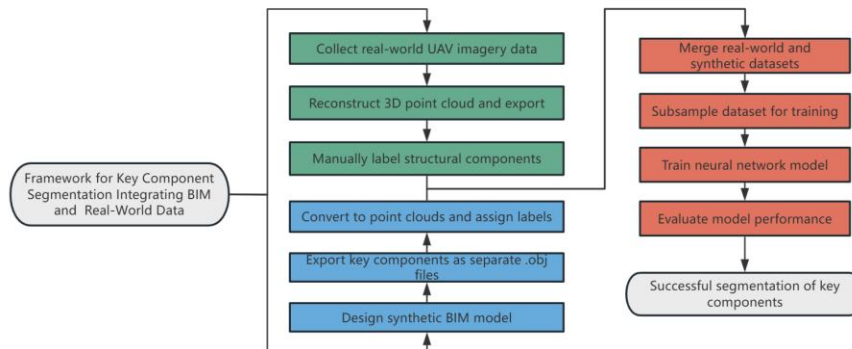 Framework for Key Component
Segmentation Integrating BIM
and Real-World Data
Collect real-world UAV imagery data
Reconstruct 3D point cloud and export
Manually label structural components
Convert to point clouds and assign labels
Export key components as separate .obj
files
Design synthetic BIM model
Merge real-world and
synthetic datasets
Subsample dataset for training
Train neural network model
Evaluate model performance
Successful segmentation of key
components